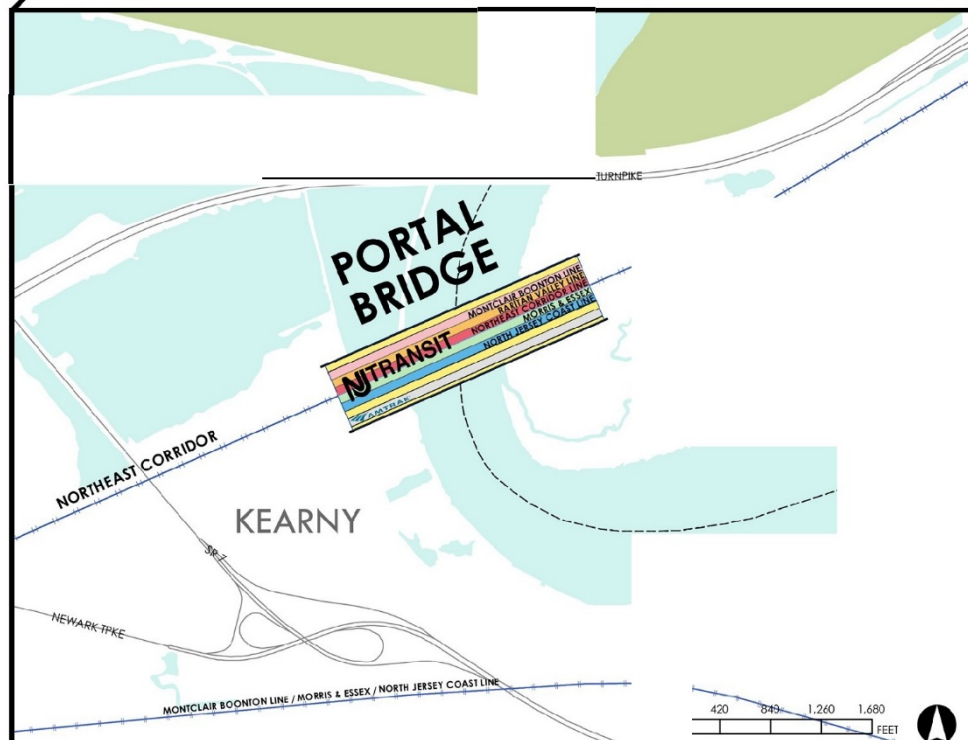 TURNPIKE
PORTAL
BRIDGE
MONTCLAIR BOONTON LINE
RARITAN VALLEY LINE
NORTHEAST CORRIDOR LINE
MORRIS & ESSEX
NORTH JERSEY COAST LINE
NJ TRANSIT
AMTRAK
NORTHEAST CORRIDOR
KEARNY
SR 7
NEWARK TPKE
MONTCLAIR BOONTON LINE / MORRIS & ESSEX / NORTH JERSEY COAST LINE
420 840 1,260 1,680
FEET